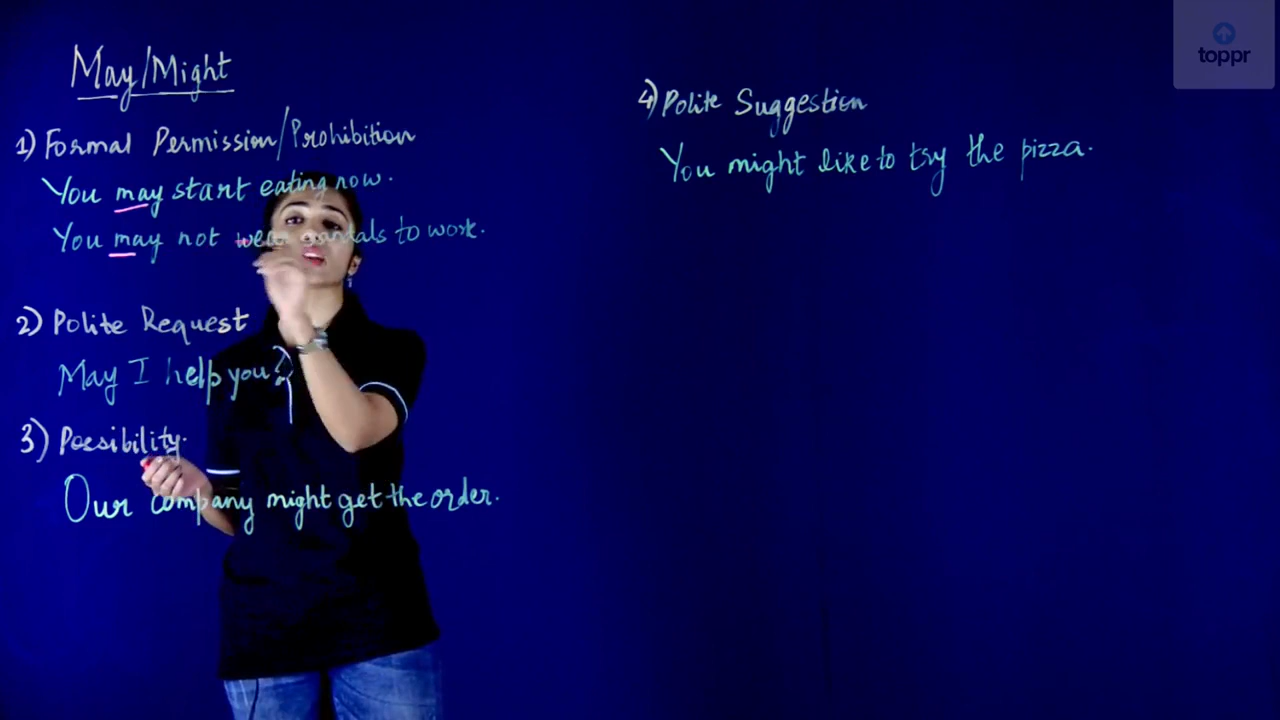 May/Might
1) Formal Permission/Prohibition
You may start eating now.
You may not wear sandals to work.
2) Polite Request
May I help you?
3) Possibility.
Our company might get the order.
4) Polite Suggestion
You might like to try the pizza.
toppr